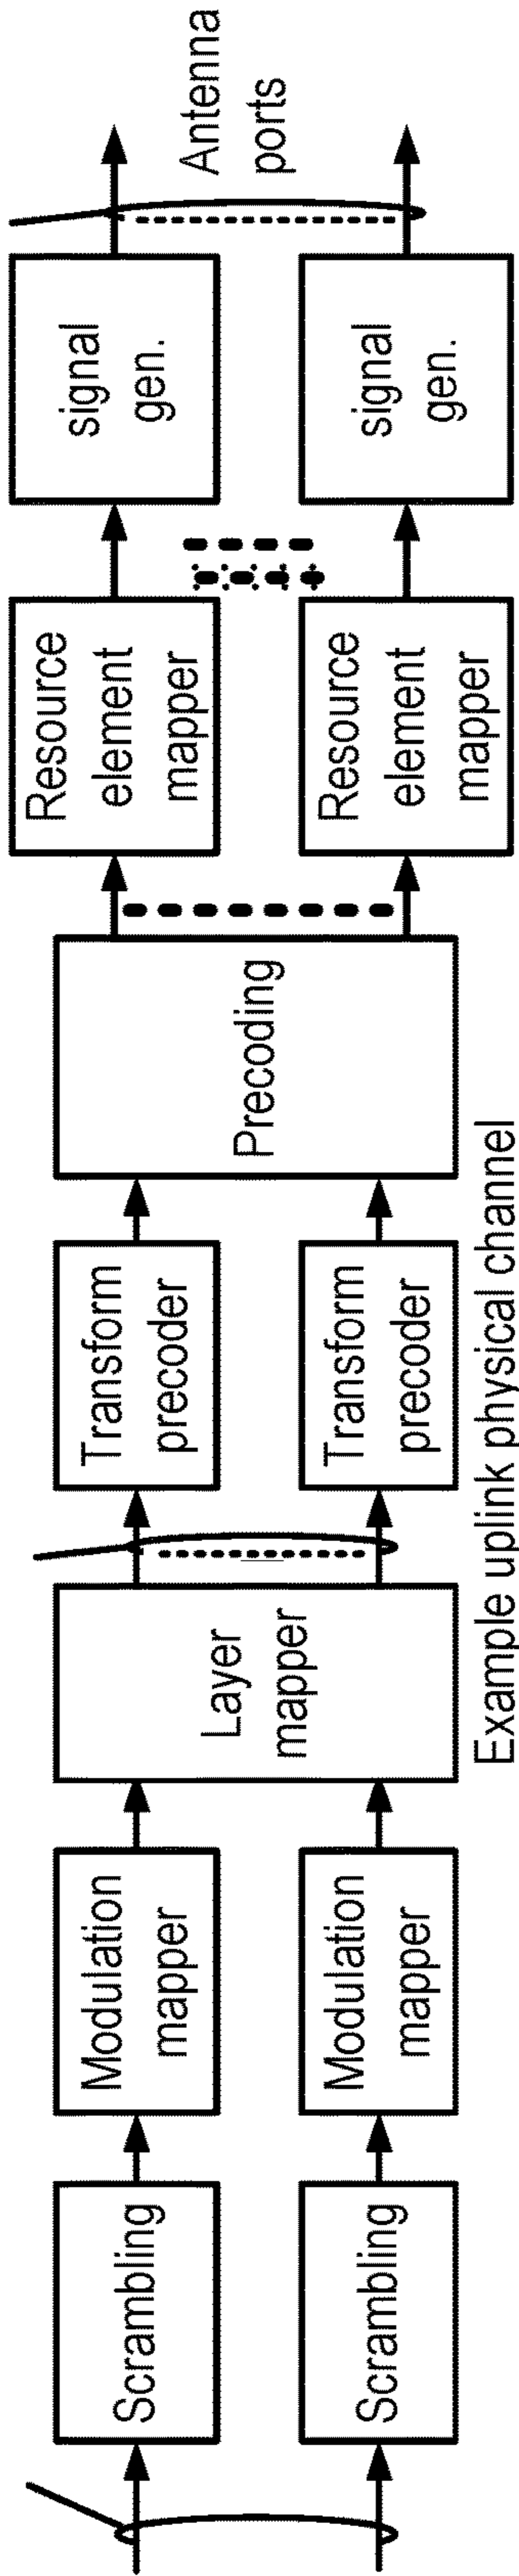 Scrambling
Scrambling
Modulation
mapper
Modulation
mapper
Layer
mapper
Transform
precoder
Transform
precoder
Precoding
Resource
element
mapper
Resource
element
mapper
signal
gen.
signal
gen.
Antenna
ports
Example uplink physical channel